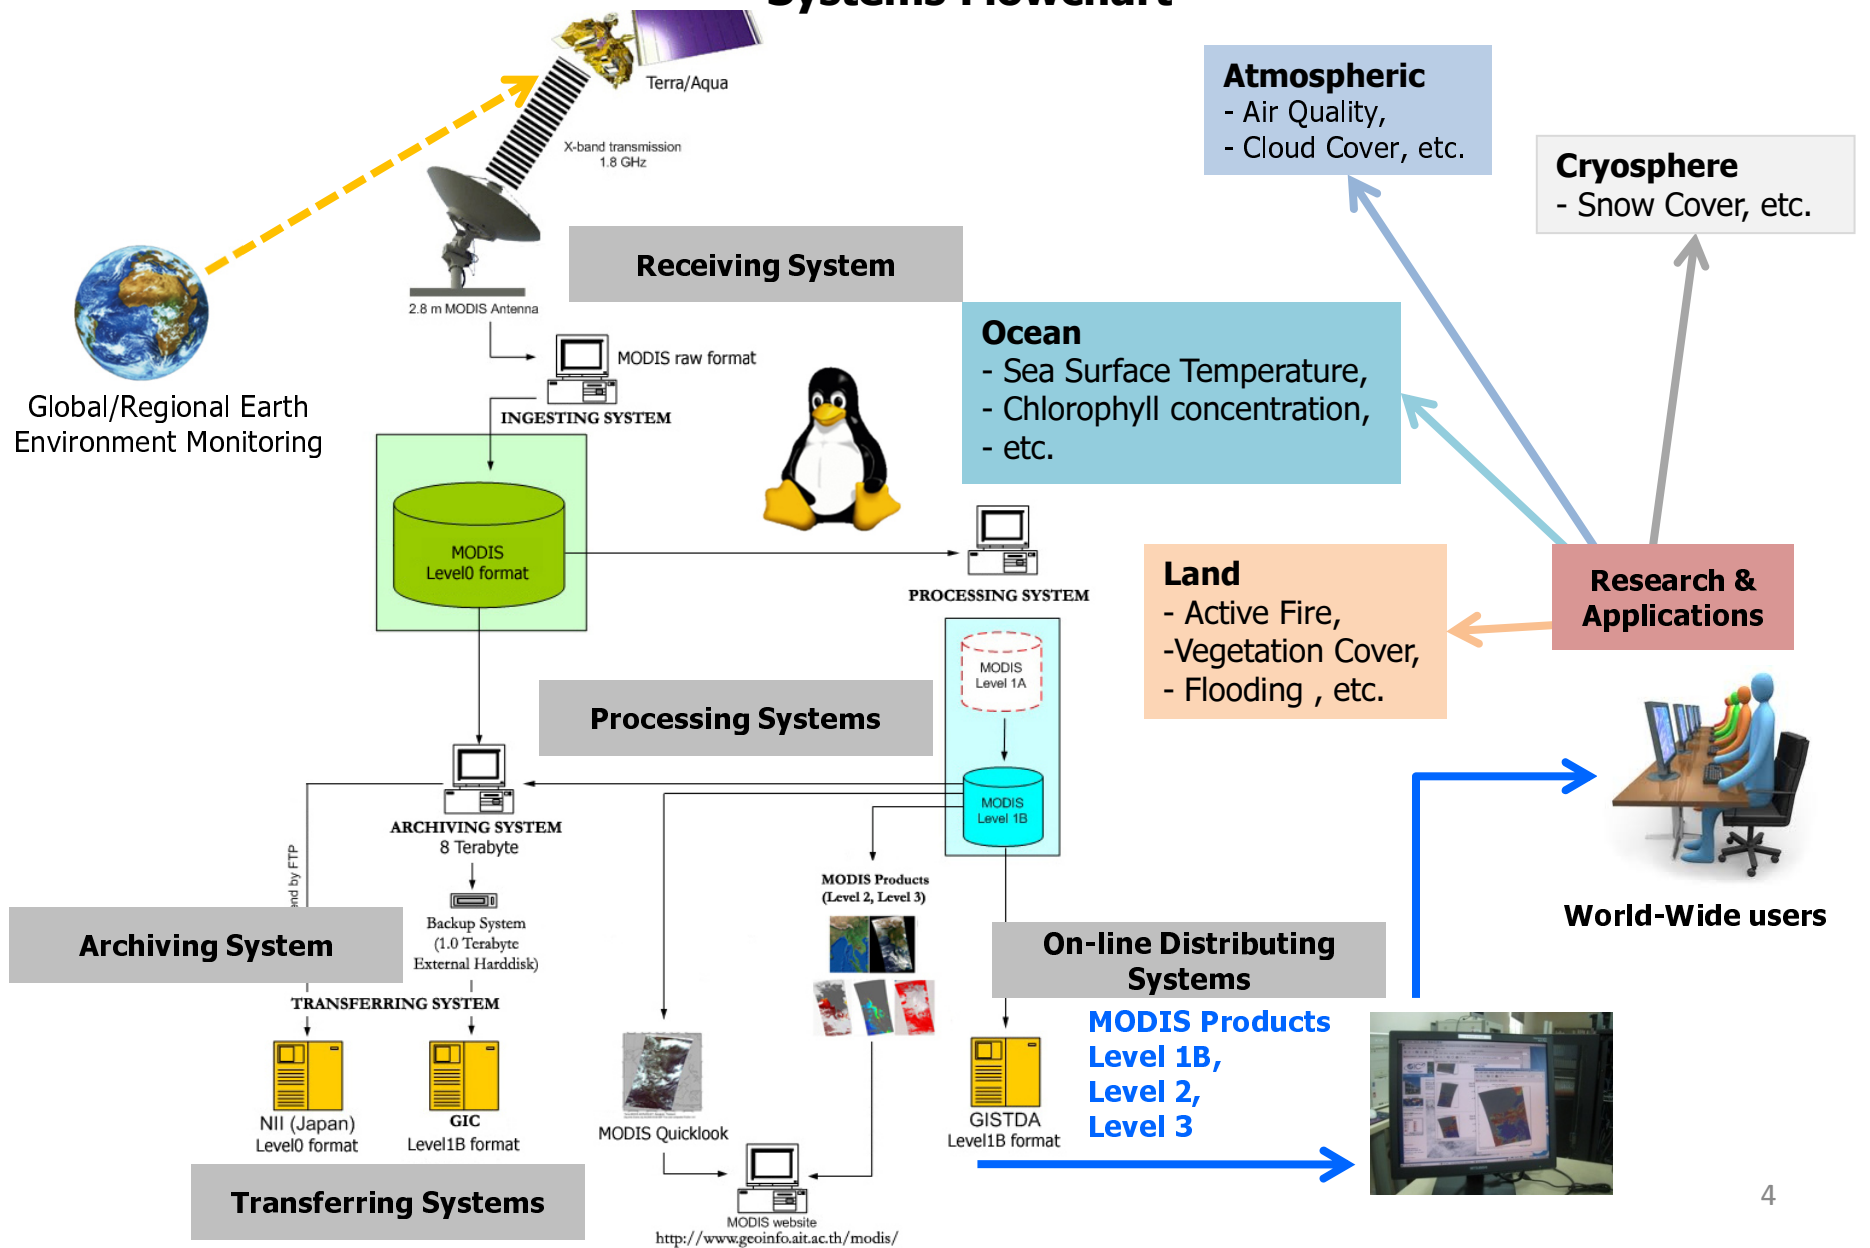 Systems Flowchart
Terra/Aqua
X-band transmission
1.8 GHz
2.8 m MODIS Antenna
Receiving System
Atmospheric
- Air Quality,
- Cloud Cover, etc.
Cryosphere
- Snow Cover, etc.
Global/Regional Earth
Environment Monitoring
MODIS raw format
INGESTING SYSTEM
Ocean
- Sea Surface Temperature,
- Chlorophyll concentration,
- etc.
MODIS
Level0 format
PROCESSING SYSTEM
Land
- Active Fire,
-Vegetation Cover,
- Flooding , etc.
Research &
Applications
MODIS
Level 1A
Processing Systems
MODIS
Level 1B
ARCHIVING SYSTEM
8 Terabyte
by FTP
MODIS Products
(Level 2, Level 3)
World-Wide users
Archiving System
Backup System
(1.0 Terabyte
External Harddisk)
On-line Distributing
Systems
TRANSFERRING SYSTEM
MODIS Products
Level 1B,
Level 2,
Level 3
NII (Japan)
Level0 format
GIC
Level1B format
MODIS Quicklook
GISTDA
Level1B format
Transferring Systems
MODIS website
http://www.geoinfo.ait.ac.th/modis/
4